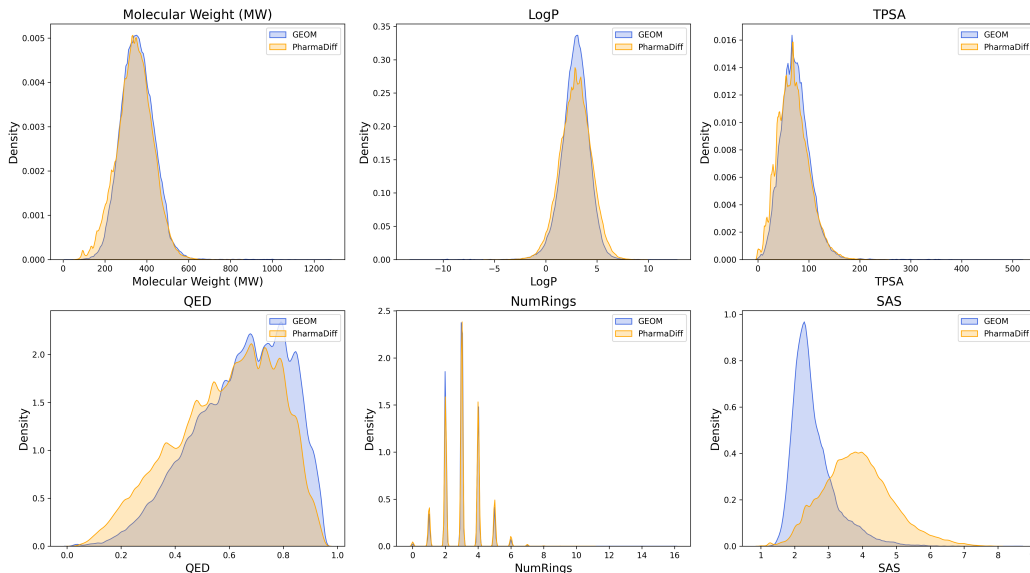 Molecular Weight (MW)
GEOM
PharmaDiff
Density
0.005
0.004
0.003
0.002
0.001
0.000
0 200 400 600 800 1000 1200
Molecular Weight (MW)
LogP
GEOM
PharmaDiff
Density
0.35
0.30
0.25
0.20
0.15
0.10
0.05
0.00
−10 −5 0 5 10
LogP
TPSA
GEOM
PharmaDiff
Density
0.016
0.014
0.012
0.010
0.008
0.006
0.004
0.002
0.000
0 100 200 300 400 500
TPSA
QED
GEOM
PharmaDiff
Density
2.0
1.5
1.0
0.5
0.0
0.0 0.2 0.4 0.6 0.8 1.0
QED
NumRings
GEOM
PharmaDiff
Density
2.5
2.0
1.5
1.0
0.5
0.0
0 2 4 6 8 10 12 14 16
NumRings
SAS
GEOM
PharmaDiff
Density
1.0
0.8
0.6
0.4
0.2
0.0
1 2 3 4 5 6 7 8
SAS